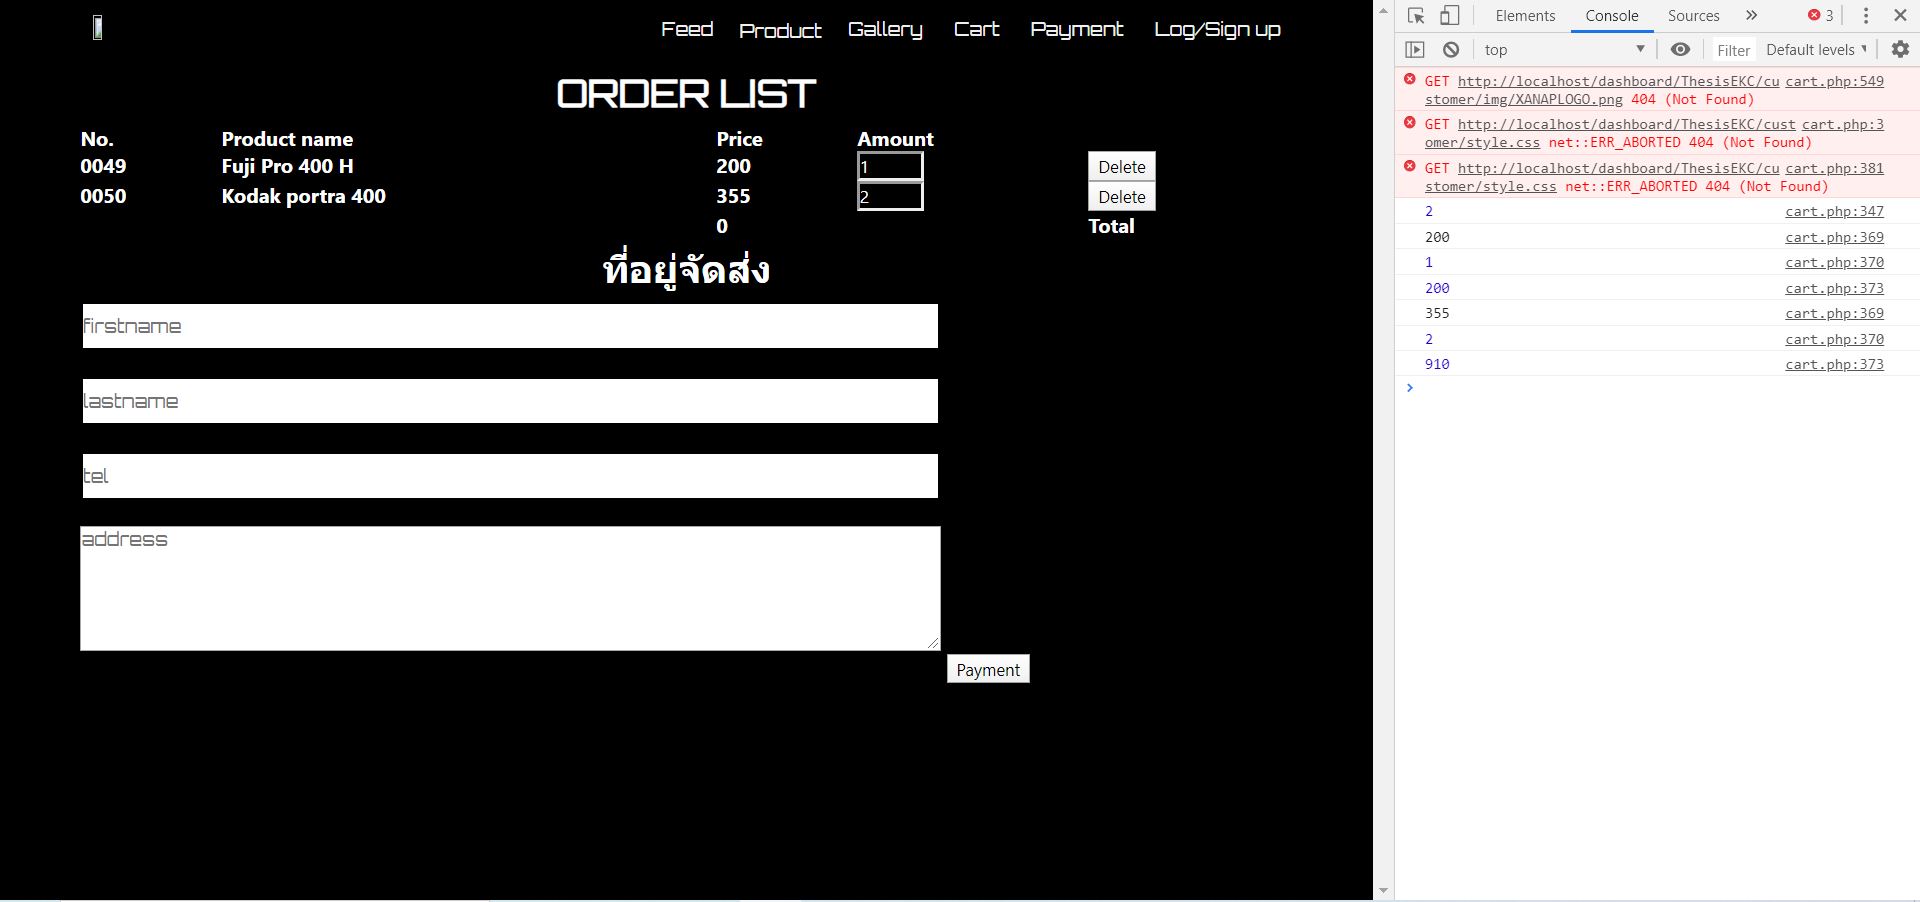 Feed Product Gallery Cart Payment Log/Sign up
ORDER LIST
No. Product name Price Amount
0049 Fuji Pro 400 H 200 1 Delete
0050 Kodak portra 400 355 2 Delete
0 Total
ที่อยู่จัดส่ง
firstname
lastname
tel
address
Payment
Elements Console Sources » 3
top Filter Default levels
GET http://localhost/dashboard/ThesisEKC/cu cart.php:549
stomer/img/XANAPLOGO.png 404 (Not Found)
GET http://localhost/dashboard/ThesisEKC/cust cart.php:3
omer/style.css net::ERR_ABORTED 404 (Not Found)
GET http://localhost/dashboard/ThesisEKC/cu cart.php:381
stomer/style.css net::ERR_ABORTED 404 (Not Found)
2 cart.php:347
200 cart.php:369
1 cart.php:370
200 cart.php:373
355 cart.php:369
2 cart.php:370
910 cart.php:373